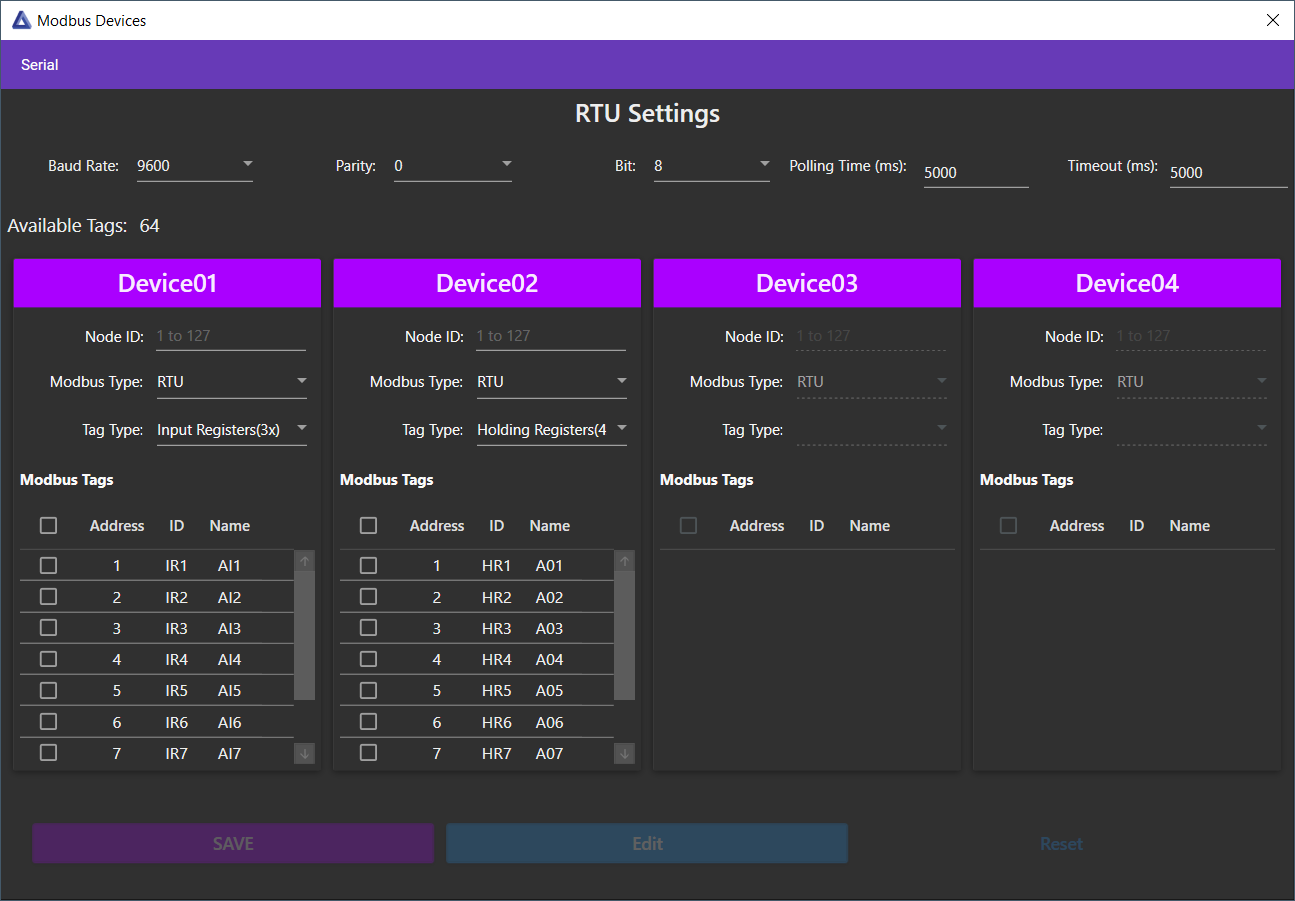 Modbus Devices
Serial
RTU Settings
Baud Rate: 9600 Parity: 0 Bit: 8 Polling Time (ms): 5000 Timeout (ms): 5000
Available Tags: 64
Device01 Device02 Device03 Device04
Node ID: 1 to 127 Node ID: 1 to 127 Node ID: 1 to 127 Node ID: 1 to 127
Modbus Type: RTU Modbus Type: RTU Modbus Type: RTU Modbus Type: RTU
Tag Type: Input Registers(3x) Tag Type: Holding Registers(4 Tag Type: Tag Type:
Modbus Tags Modbus Tags Modbus Tags Modbus Tags
Address ID Name Address ID Name Address ID Name Address ID Name
1 IR1 AI1 1 HR1 A01
2 IR2 AI2 2 HR2 A02
3 IR3 AI3 3 HR3 A03
4 IR4 AI4 4 HR4 A04
5 IR5 AI5 5 HR5 A05
6 IR6 AI6 6 HR6 A06
7 IR7 AI7 7 HR7 A07
SAVE Edit Reset